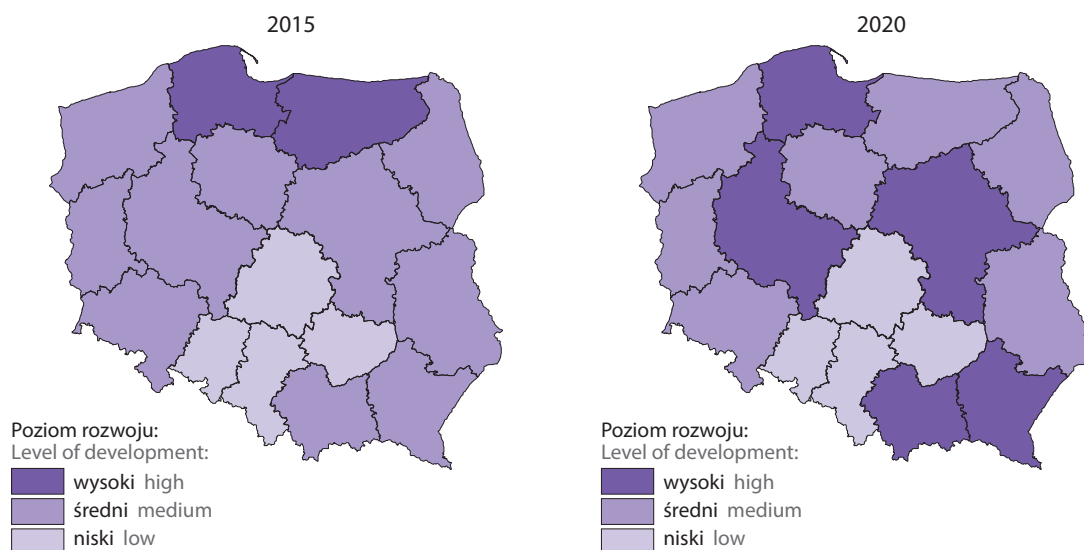 2015
2020
Poziom rozwoju:
Level of development:
wysoki high
średni medium
niski low
Poziom rozwoju:
Level of development:
wysoki high
średni medium
niski low